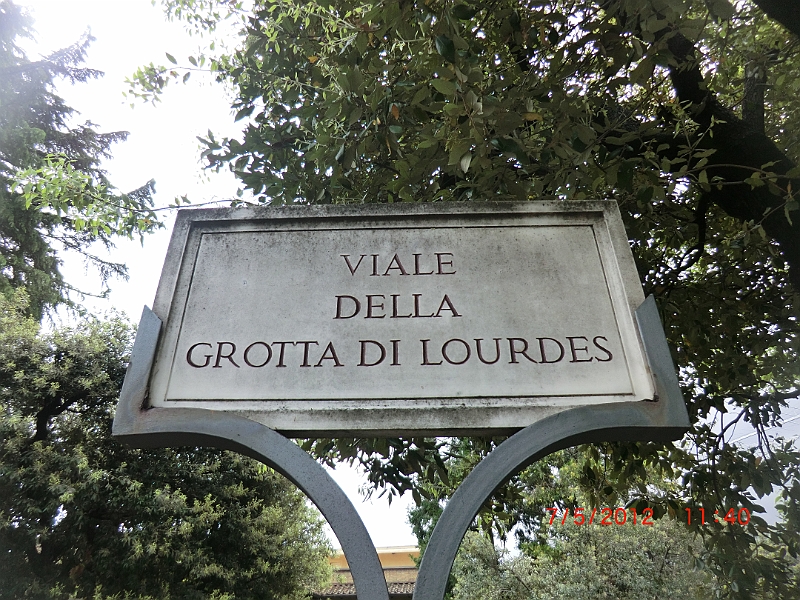 VIALE
DELLA
GROTTA DI LOURDES
7/5/2012 11:40